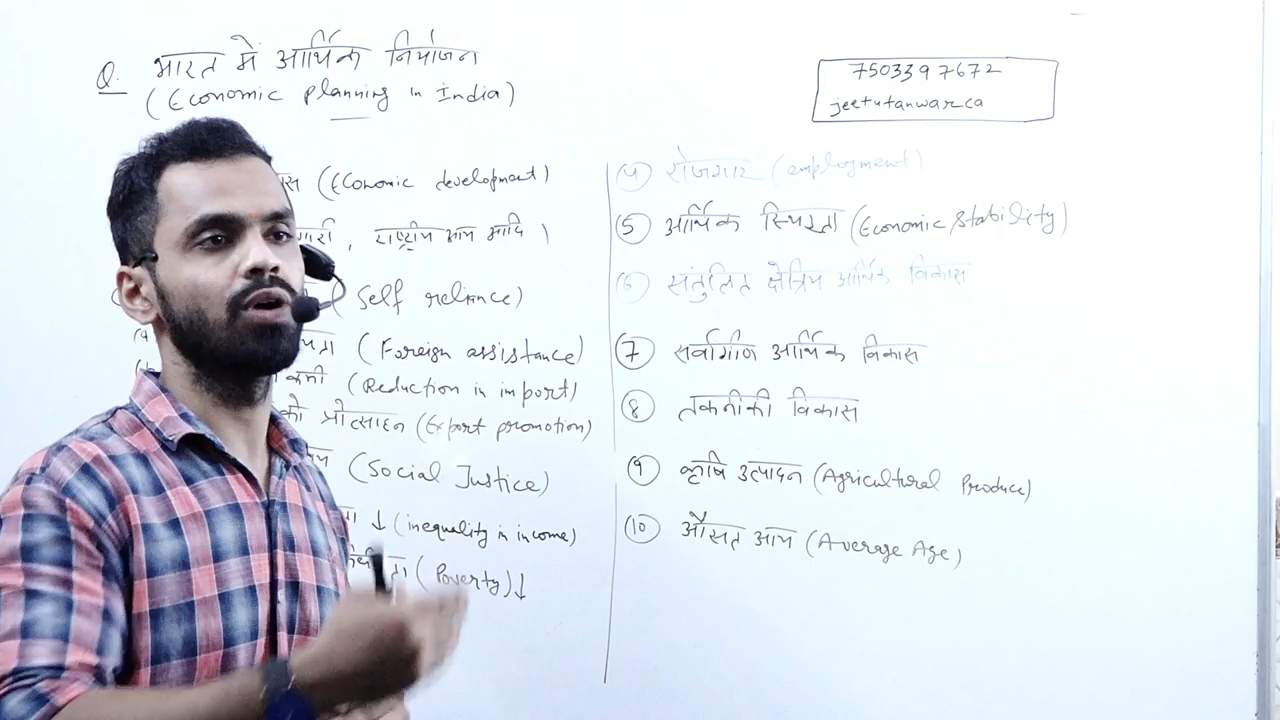 Q. भारत में आर्थिक नियोजन
(Economic planning in India)
7503397672
jeetutanwarca
(Economic development)
, राष्ट्रीय आय आदि ।
(Self relince)
(Foreign assistance)
कमी (Reduction in import)
को प्रोत्साहन (Export promotion)
(Social Justice)
↓ (inequality in income)
(Poverty)↓
4 रोजगार (employment)
5 आर्थिक स्थिरता (Economic stability)
6 संतुलित क्षेत्रिय आर्थिक विकास
7 सर्वांगीण आर्थिक विकास
8 तकनीकी विकास
9 कृषि उत्पादन (Agricultural Produce)
10 औसत आय (Average Age)